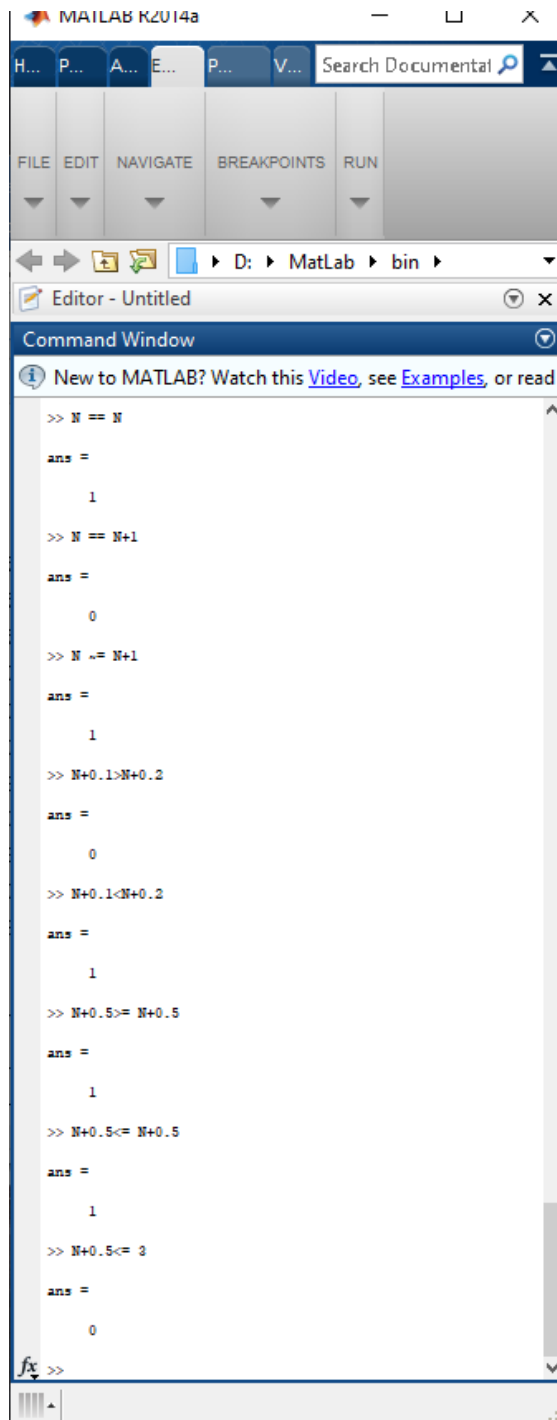 MATLAB R2014a
H... P... A... E... P... V... Search Documentat
FILE EDIT NAVIGATE BREAKPOINTS RUN
D: MatLab bin
Editor - Untitled
Command Window
New to MATLAB? Watch this Video, see Examples, or read
>> N == N
ans =
1
>> N == N+1
ans =
0
>> N ~= N+1
ans =
1
>> N+0.1>N+0.2
ans =
0
>> N+0.1<N+0.2
ans =
1
>> N+0.5>= N+0.5
ans =
1
>> N+0.5<= N+0.5
ans =
1
>> N+0.5<= 3
ans =
0
fx >>